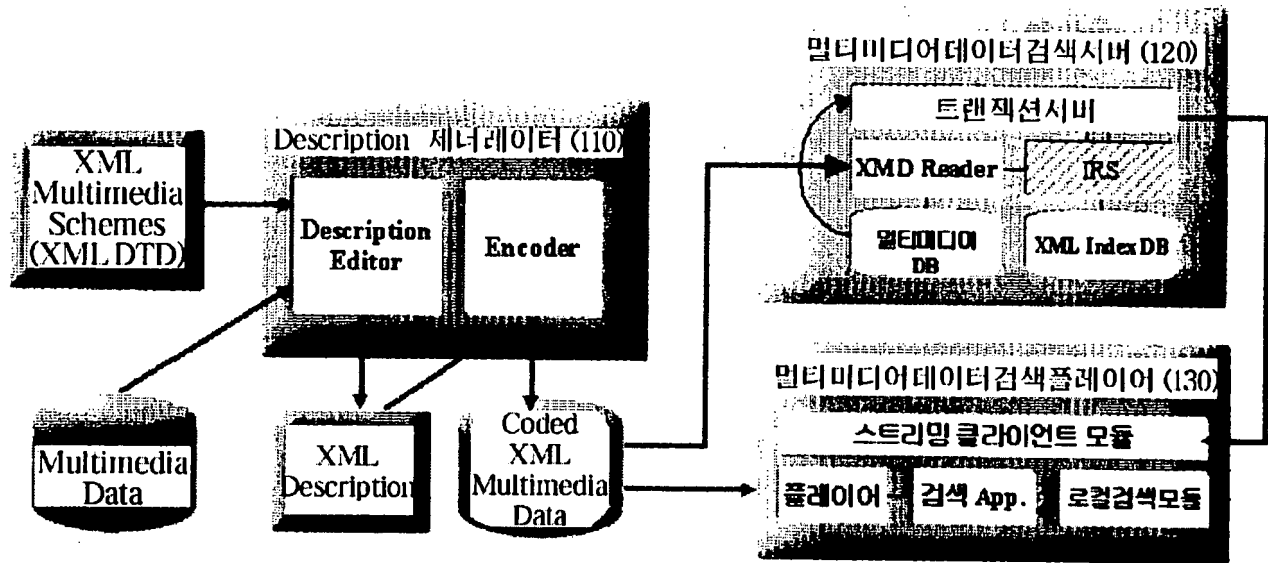 XML
Multimedia
Schemes
(XML DTD)
Multimedia
Data
Description 제너레이터 (110)
Description
Editor
Encoder
XML
Description
Coded
XML
Multimedia
Data
멀티미디어데이터검색서버 (120)
트랜잭션서버
XMD Reader
IRS
멀티미디어
DB
XML Index DB
멀티미디어데이터검색플레이어 (130)
스트리밍 클라이언트 모듈
플레이어
검색 App.
로컬검색모듈